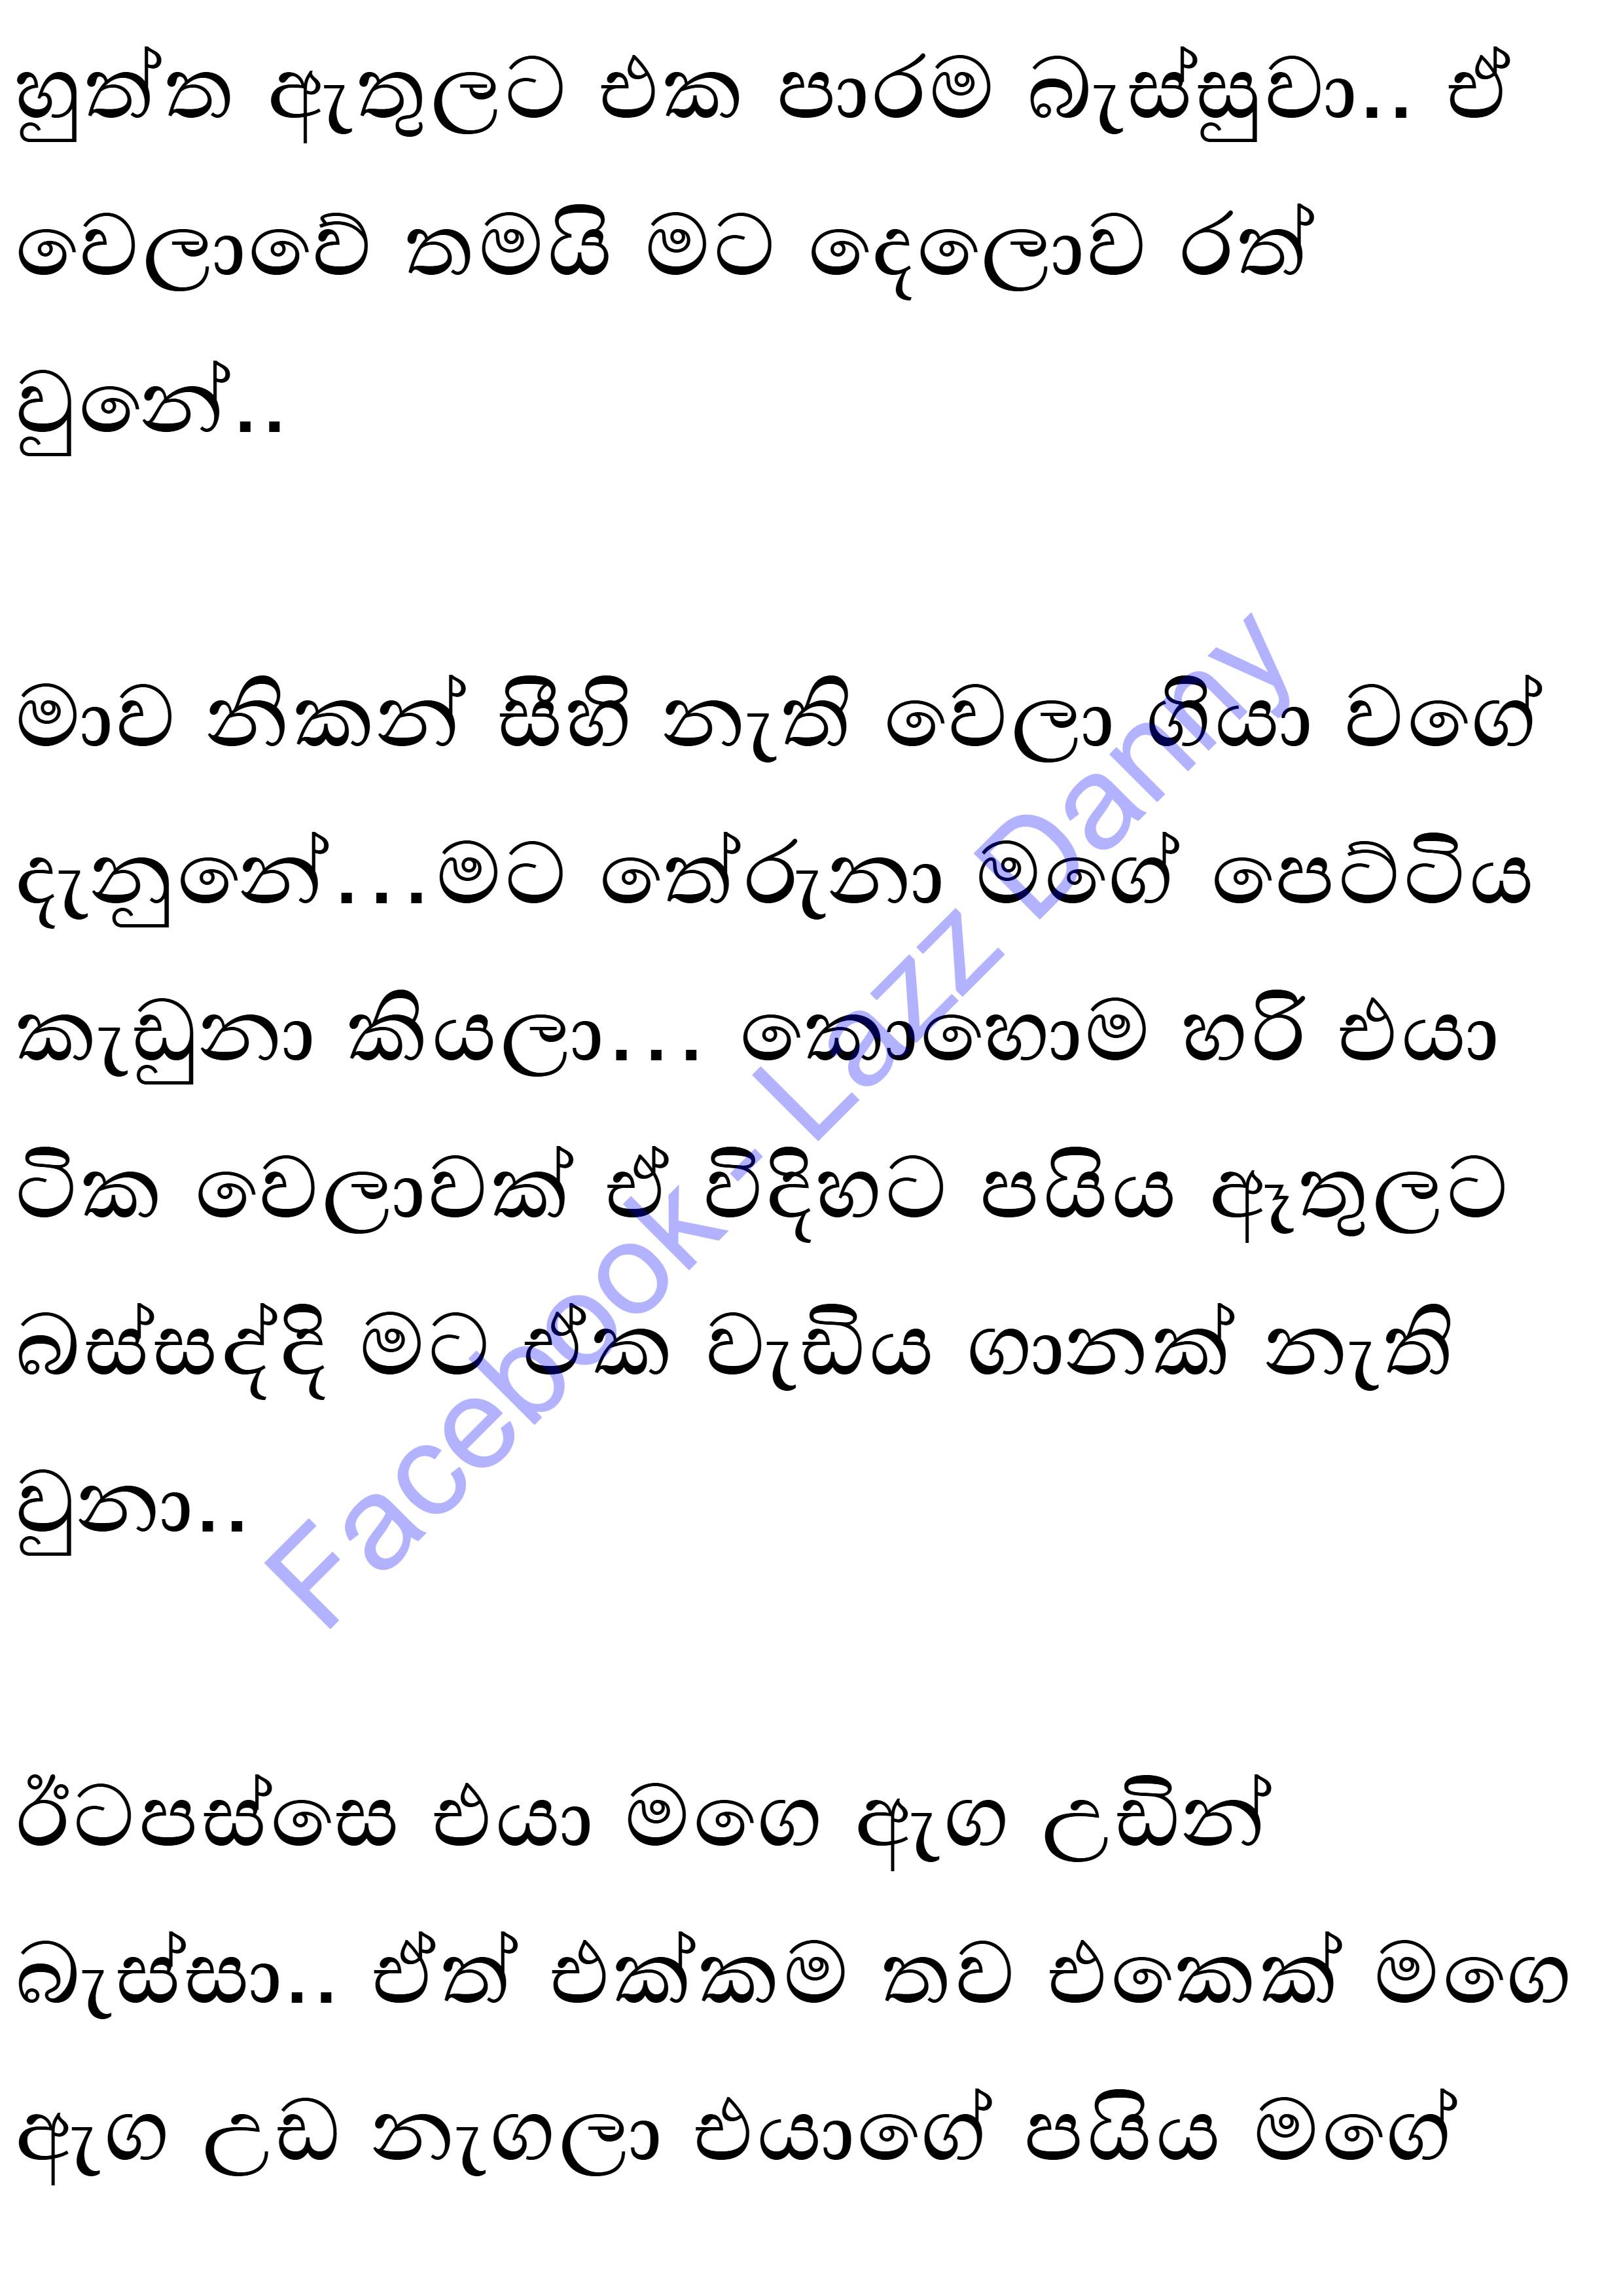 හුත්ත ඇතුලට එක පාරම බැස්සුවා.. ඒ
වෙලාවේ තමයි මට දෙලොව රත්
වුනේ..
මාව නිකන් සීහි නැති වෙලා ගියා වගේ
දැනුනේ...මට තේරුනා මගේ පෙට්ටිය
කැඩුනා කියලා... කොහොම හරි එයා
ටික වෙලාවක් ඒ විදිහට පයිය ඈතුලට
බස්සද්දි මට ඒක වැඩිය ගානක් නැති
වුනා..
ඊටපස්සෙ එයා මගෙ ඇග උඩින්
බැස්සා.. ඒත් එක්කම තව එකෙක් මගෙ
ඇග උඩ නැගලා එයාගේ පයිය මගේ
Facebook - Lazz Danny